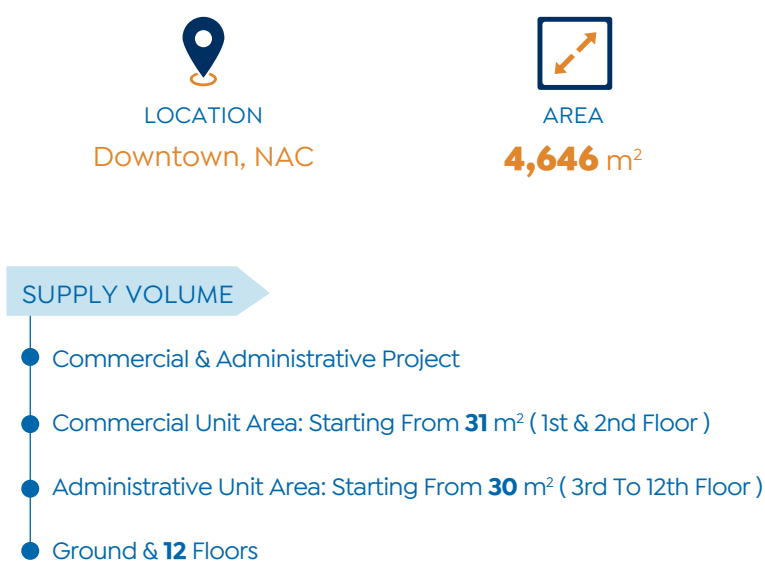 LOCATION
Downtown, NAC
AREA
4,646 m²
SUPPLY VOLUME
Commercial & Administrative Project
Commercial Unit Area: Starting From 31 m² ( 1st & 2nd Floor )
Administrative Unit Area: Starting From 30 m² ( 3rd To 12th Floor )
Ground & 12 Floors